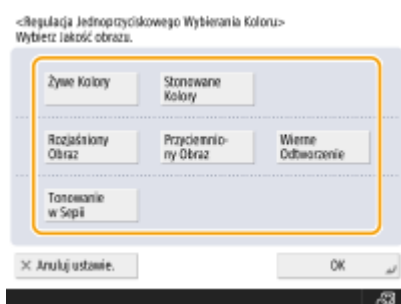 <Regulacja Jednoprzyciskowego Wybierania Koloru>
Wybierz Jakość obrazu.
Żywe Kolory
Stonowane
Kolory
Rozjaśniony
Obraz
Przyciemnio-
ny Obraz
Wierne
Odtworzenie
Tonowanie
w Sepii
× Anuluj ustawie.
OK